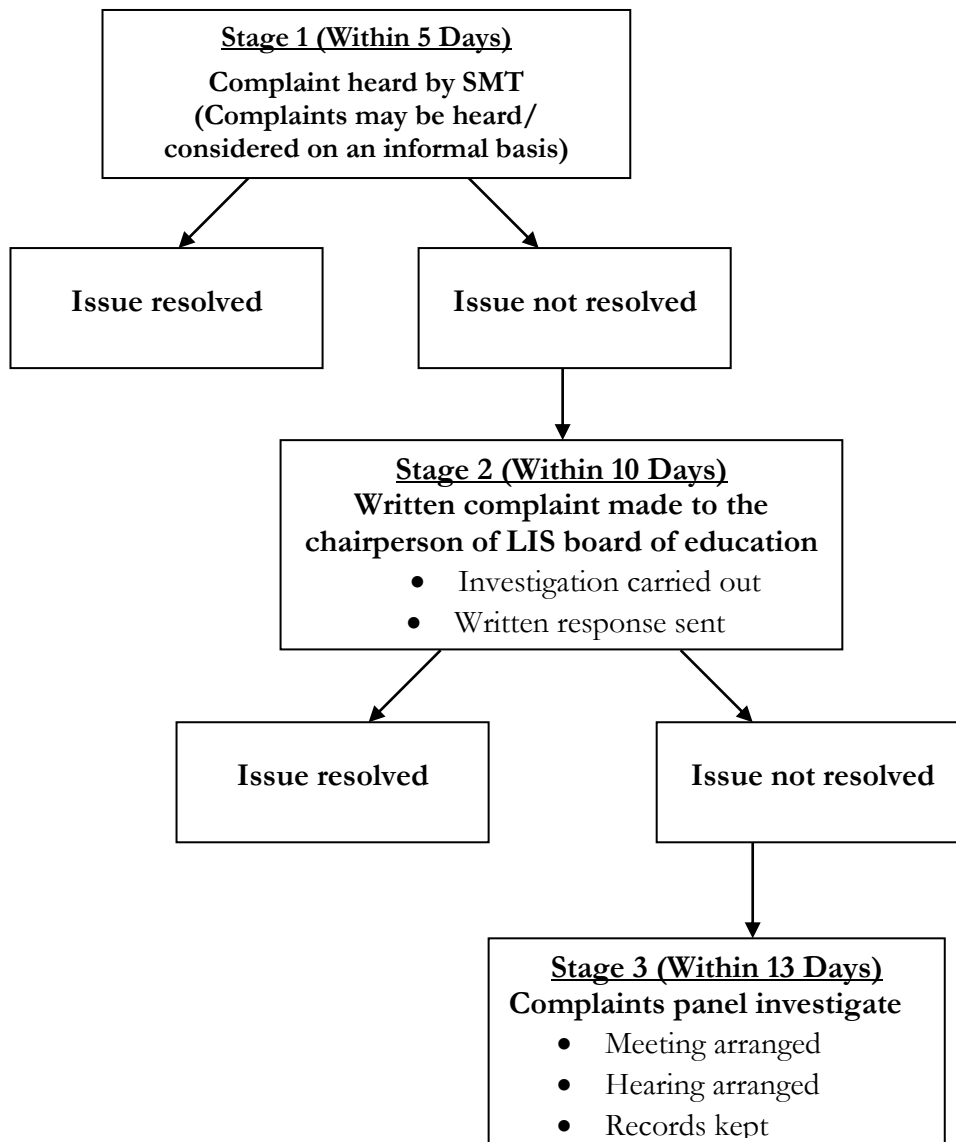 Stage 1 (Within 5 Days)
Complaint heard by SMT
(Complaints may be heard/
considered on an informal basis)
Issue resolved
Issue not resolved
Stage 2 (Within 10 Days)
Written complaint made to the
chairperson of LIS board of education
• Investigation carried out
• Written response sent
Issue resolved
Issue not resolved
Stage 3 (Within 13 Days)
Complaints panel investigate
• Meeting arranged
• Hearing arranged
• Records kept